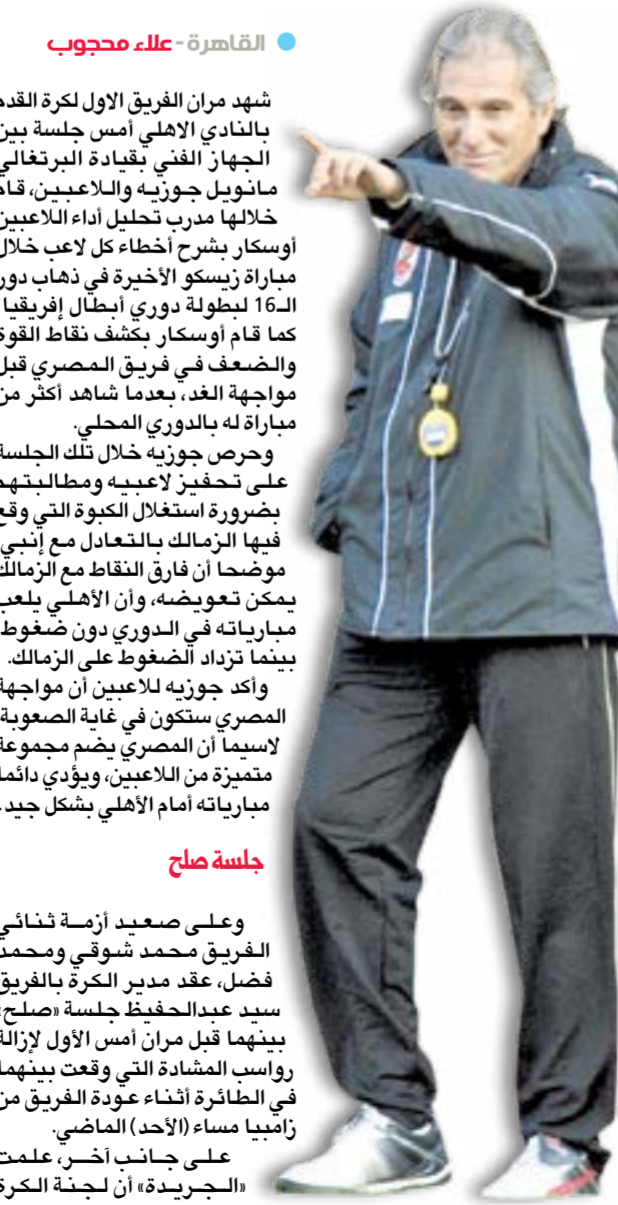 القاهرة - علاء محجوب
شهد مران الفريق الاول لكرة القدم
بالنادي الاهلي أمس جلسة بين
الجهاز الفني بقيادة البرتغالي
مانويل جوزيه واللاعبين، قام
خلالها مدرب تحليل أداء اللاعبين
أوسكار بشرح أخطاء كل لاعب خلال
مباراة زيسكو الأخيرة في ذهاب دور
الـ16 لبطولة دوري أبطال إفريقيا
كما قام أوسكار بكشف نقاط القوة
والضعف في فريق المصري قبل
مواجهة الغد، بعدما شاهد أكثر من
مباراة له بالدوري المحلي.
وحرص جوزيه خلال تلك الجلسة
على تحفيز لاعبيه ومطالبتهم
بضرورة استغلال الكبوة التي وقع
فيها الزمالك بالتعادل مع إنبي
موضحا أن فارق النقاط مع الزمالك
يمكن تعويضه، وأن الأهلي يلعب
مبارياته في الدوري دون ضغوط
بينما تزداد الضغوط على الزمالك.
وأكد جوزيه للاعبين أن مواجهة
المصري ستكون في غاية الصعوبة
لاسيما أن المصري يضم مجموعة
متميزة من اللاعبين، ويؤدي دائما
مبارياته أمام الأهلي بشكل جيد.
جلسة صلح
وعلى صعيد أزمة ثنائي
الفريق محمد شوقي ومحمد
فضل، عقد مدير الكرة بالفريق
سيد عبدالحفيظ جلسة «صلح»
بينهما قبل مران أمس الأول لإزالة
رواسب المشادة التي وقعت بينهما
في الطائرة أثناء عودة الفريق من
زامبيا مساء (الأحد) الماضي.
على جانب آخر، علمت
«الجريدة» أن لجنة الكرة